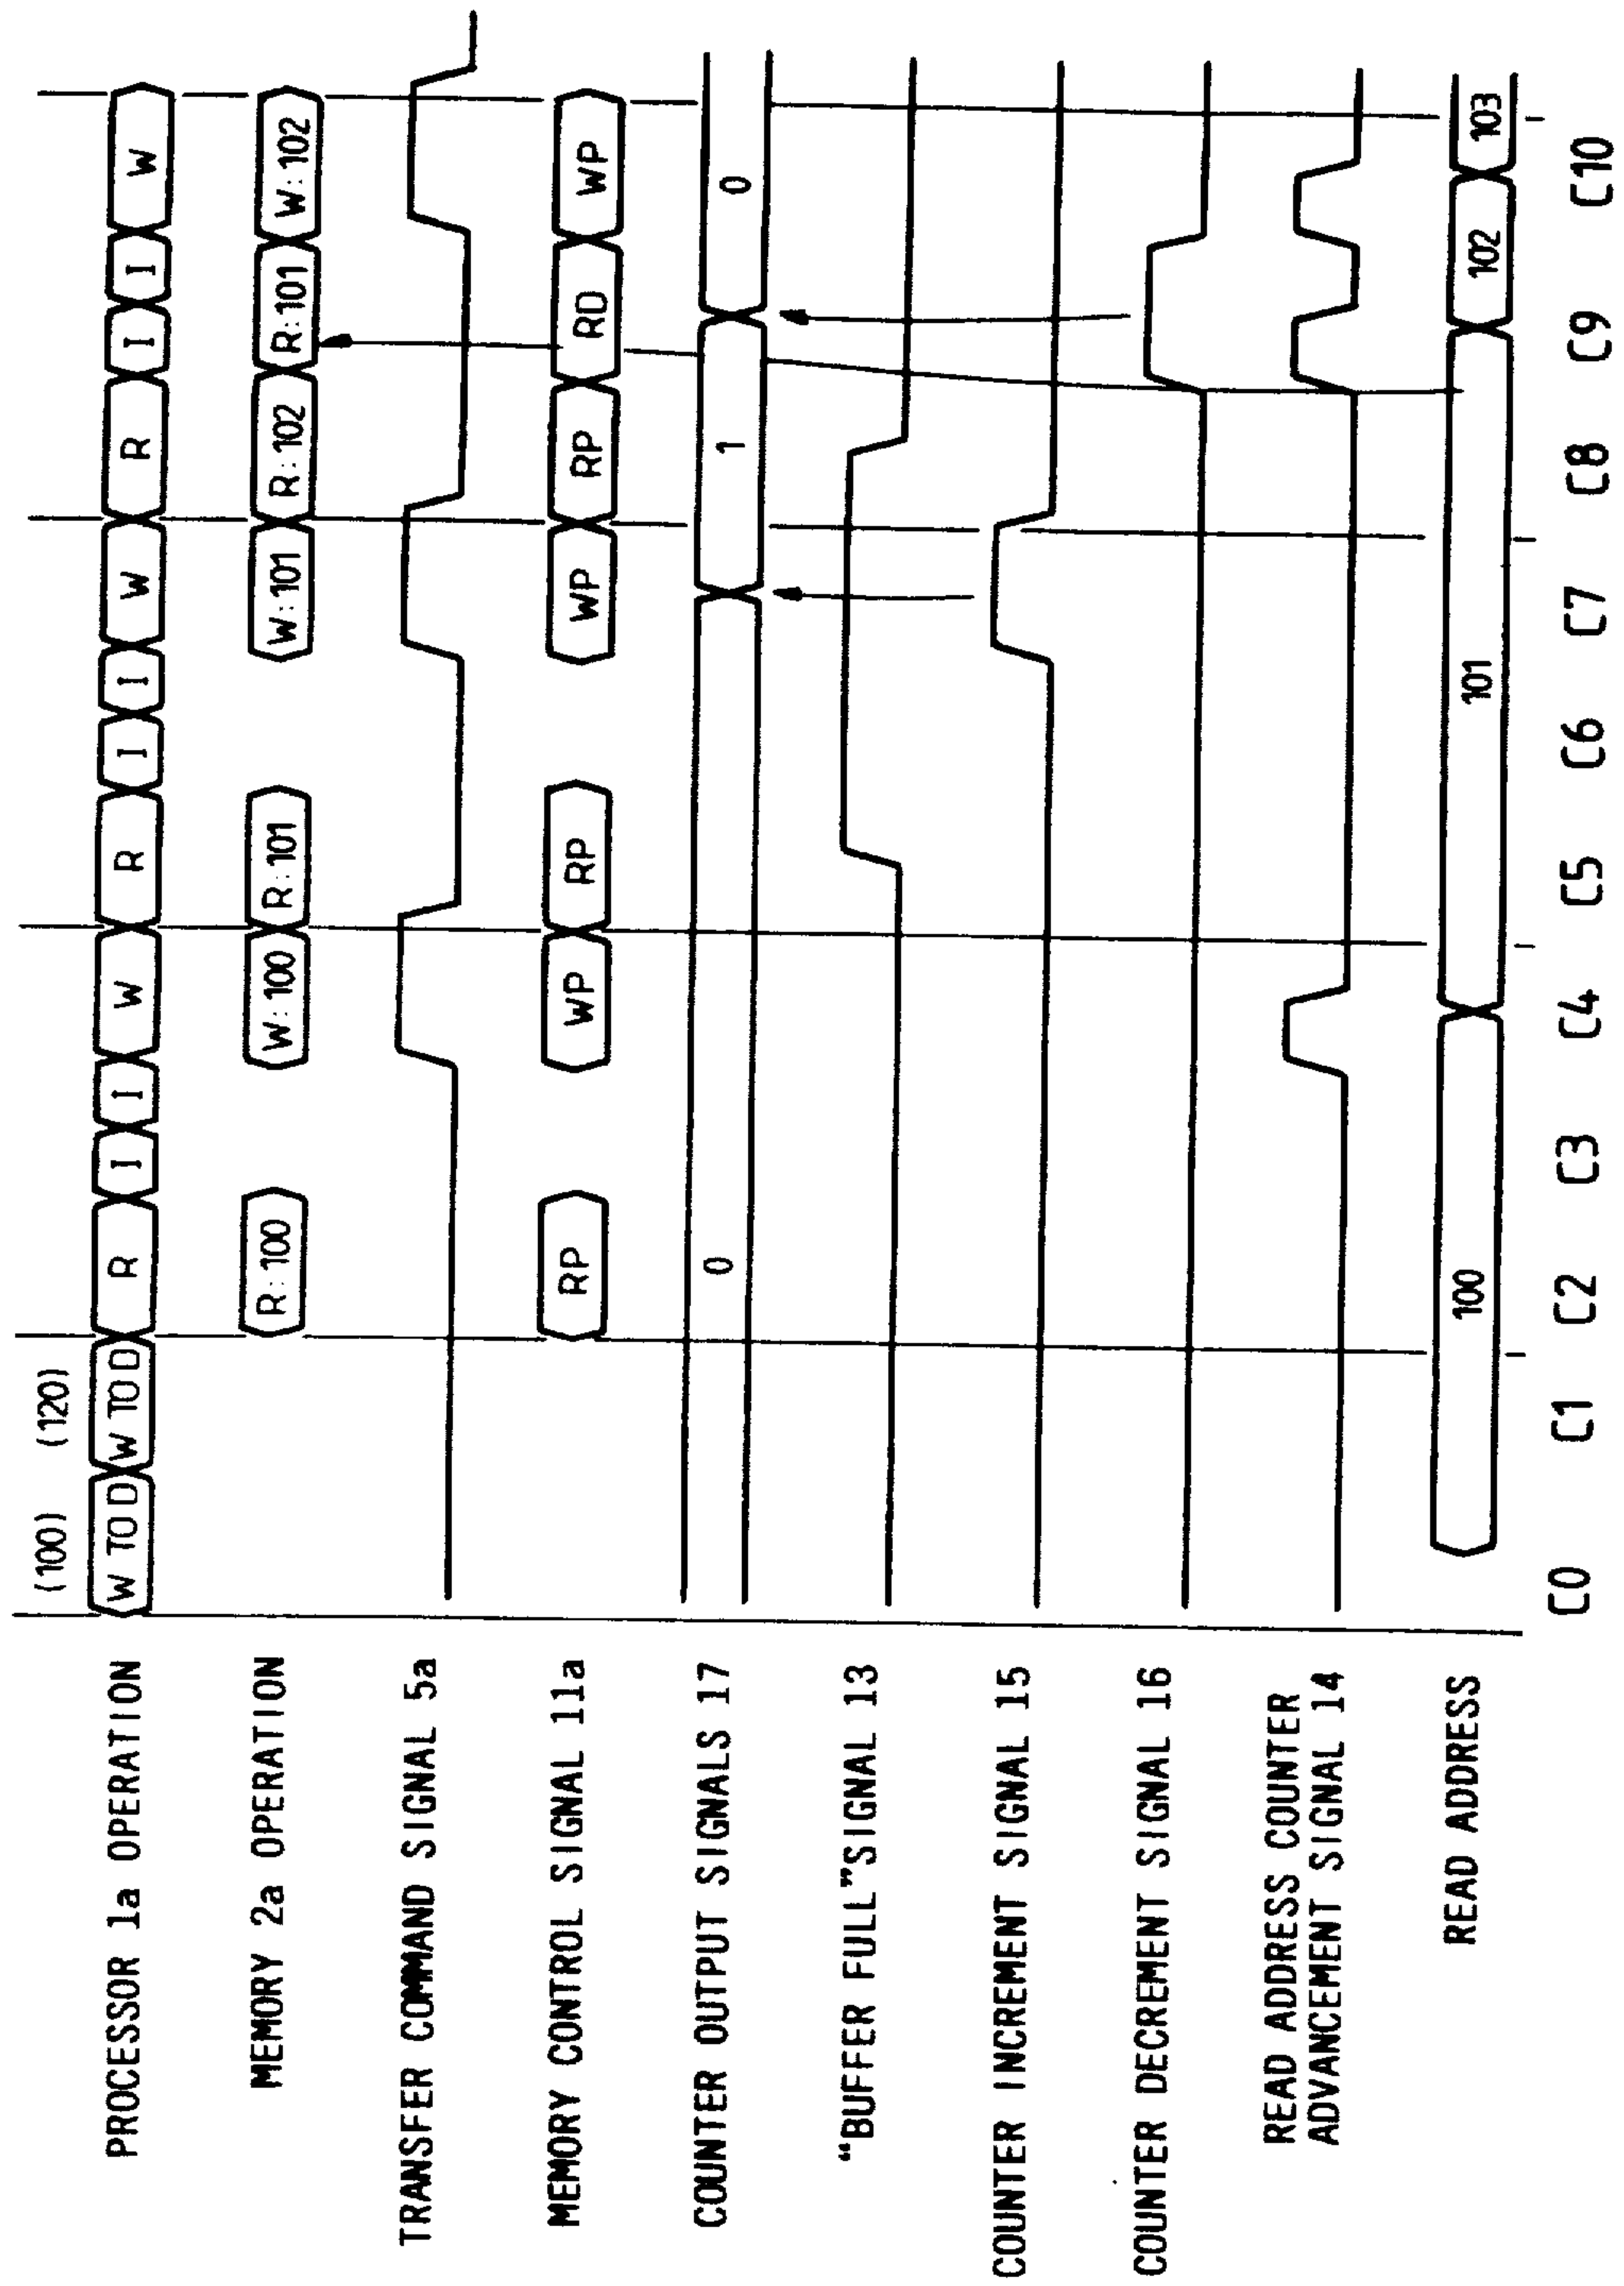 (100) (120)
PROCESSOR 1a OPERATION W TO D W TO D R I I W R I I W R I I W
MEMORY 2a OPERATION R:100 W:100 R:101 W:101 R:102 R:101 W:102
TRANSFER COMMAND SIGNAL 5a
MEMORY CONTROL SIGNAL 11a RP WP RP WP RP RD WP
COUNTER OUTPUT SIGNALS 17 0 1 0
“BUFFER FULL” SIGNAL 13
COUNTER INCREMENT SIGNAL 15
COUNTER DECREMENT SIGNAL 16
READ ADDRESS COUNTER
ADVANCEMENT SIGNAL 14
READ ADDRESS 100 101 102 103
C0 C1 C2 C3 C4 C5 C6 C7 C8 C9 C10